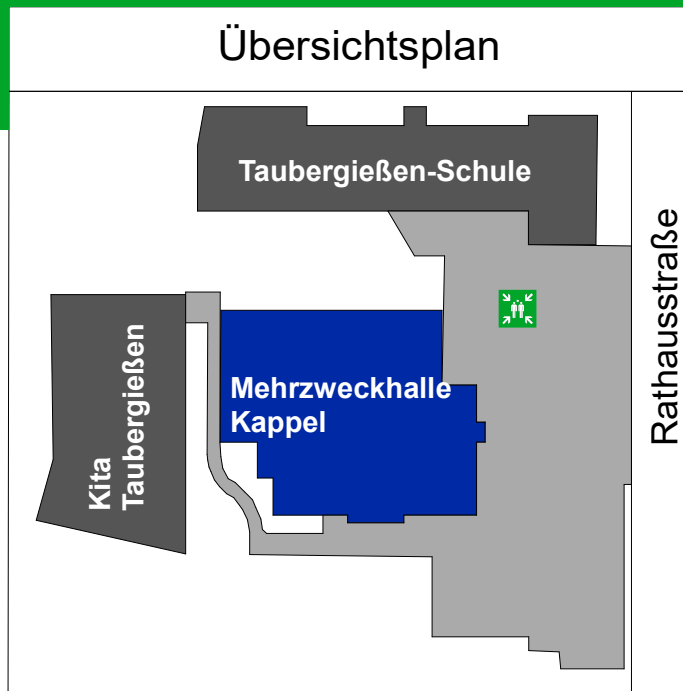 Übersichtsplan
Taubergießen-Schule
Rathausstraße
Mehrzweckhalle
Kappel
Kita
Taubergießen